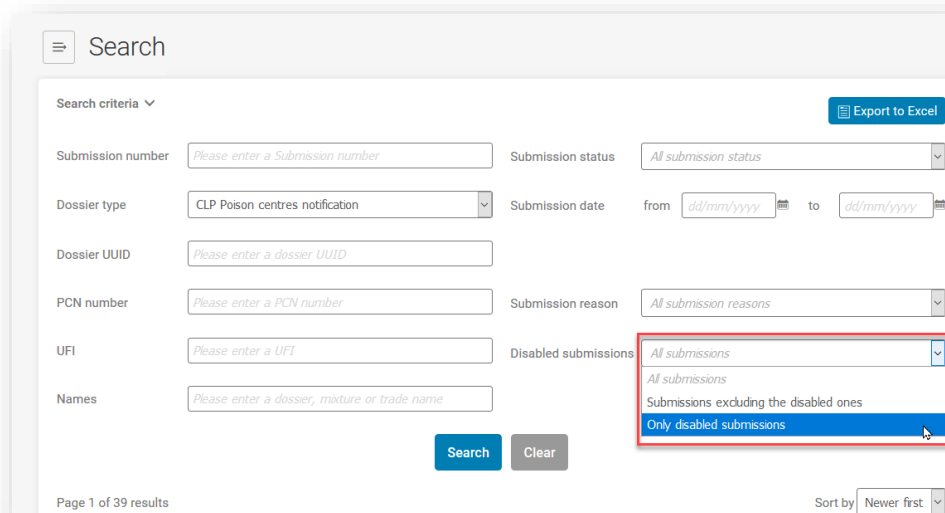 Search
Search criteria
Export to Excel
Submission number Please enter a Submission number Submission status All submission status
Dossier type CLP Poison centres notification Submission date from dd/mm/yyyy to dd/mm/yyyy
Dossier UUID Please enter a dossier UUID
PCN number Please enter a PCN number Submission reason All submission reasons
UFI Please enter a UFI Disabled submissions All submissions
All submissions
Names Please enter a dossier, mixture or trade name Submissions excluding the disabled ones
Only disabled submissions
Search Clear
Page 1 of 39 results Sort by Newer first